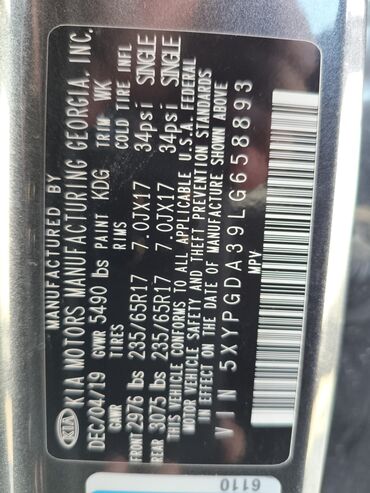 MANUFACTURED BY
KIA KIA MOTORS MANUFACTURING GEORGIA, INC.
DEC/04/19 GVWR 5490 lbs PAINT KDG TRIM WK
GAWR TIRES RIMS COLD TIRE INFL
FRONT 2976 lbs 235/65R17 7.0JX17 34psi SINGLE
REAR 3075 lbs 235/65R17 7.0JX17 34psi SINGLE
THIS VEHICLE CONFORMS TO ALL APPLICABLE U.S.A. FEDERAL
MOTOR VEHICLE SAFETY AND THEFT PREVENTION STANDARDS
IN EFFECT ON THE DATE OF MANUFACTURE SHOWN ABOVE
VIN 5XYPGDA39LG658893
MPV
6110